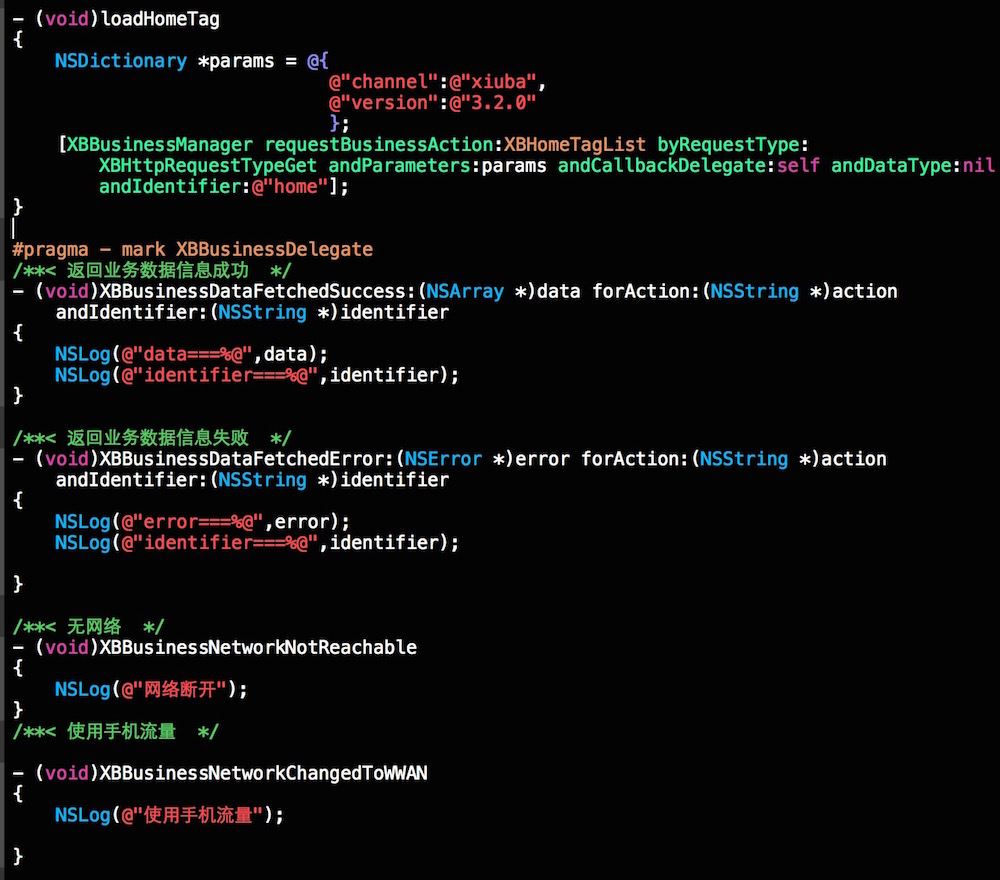 - (void)loadHomeTag
{
    NSDictionary *params = @{
                             @"channel":@"xiuba",
                             @"version":@"3.2.0"
                             };
    [XBBusinessManager requestBusinessAction:XBHomeTagList byRequestType:
        XBHttpRequestTypeGet andParameters:params andCallbackDelegate:self andDataType:nil
        andIdentifier:@"home"];
}
#pragma - mark XBBusinessDelegate
/**< 返回业务数据信息成功  */
- (void)XBBusinessDataFetchedSuccess:(NSArray *)data forAction:(NSString *)action
    andIdentifier:(NSString *)identifier
{
    NSLog(@"data===%@",data);
    NSLog(@"identifier===%@",identifier);
}
/**< 返回业务数据信息失败  */
- (void)XBBusinessDataFetchedError:(NSError *)error forAction:(NSString *)action
    andIdentifier:(NSString *)identifier
{
    NSLog(@"error===%@",error);
    NSLog(@"identifier===%@",identifier);
}
/**< 无网络  */
- (void)XBBusinessNetworkNotReachable
{
    NSLog(@"网络断开");
}
/**< 使用手机流量  */
- (void)XBBusinessNetworkChangedToWWAN
{
    NSLog(@"使用手机流量");
}